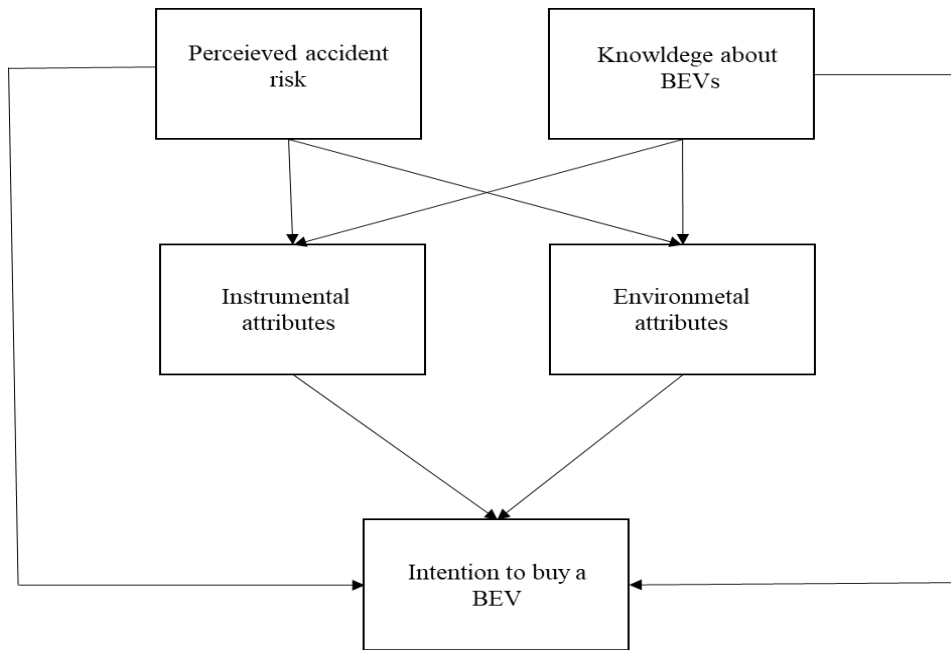 Perceieved accident
risk
Knowldege about
BEVs
Instrumental
attributes
Environmetal
attributes
Intention to buy a
BEV